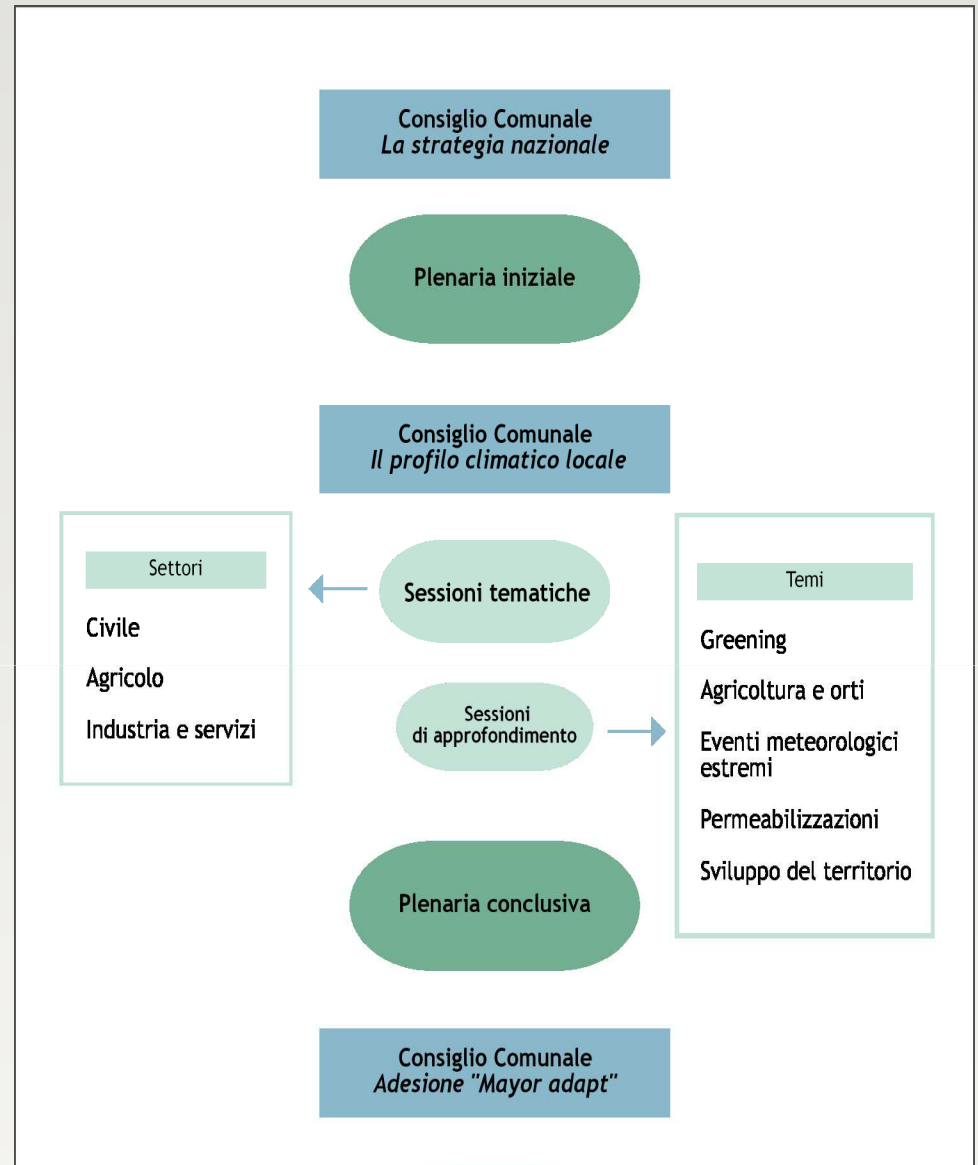 Consiglio Comunale
La strategia nazionale
Plenaria iniziale
Consiglio Comunale
Il profilo climatico locale
Settori
Civile
Agricolo
Industria e servizi
Sessioni tematiche
Sessioni
di approfondimento
Temi
Greening
Agricoltura e orti
Eventi meteorologici
estremi
Permeabilizzazioni
Sviluppo del territorio
Plenaria conclusiva
Consiglio Comunale
Adesione "Mayor adapt"